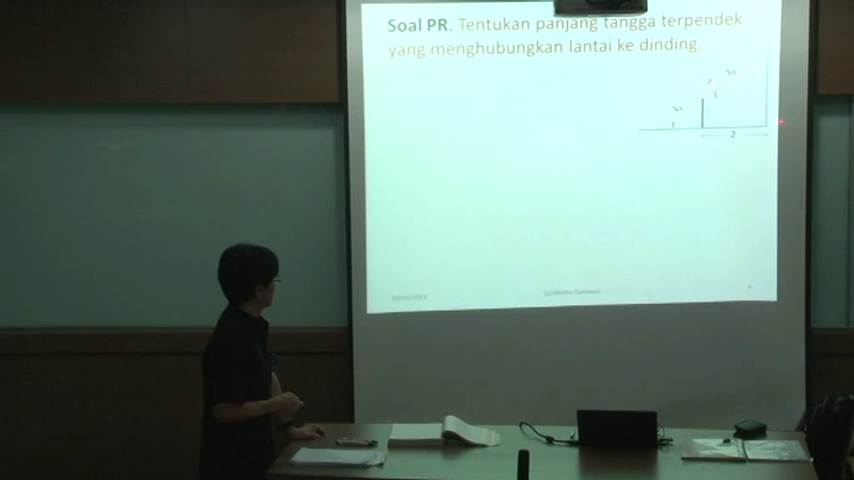 Soal PR. Tentukan panjang tangga terpendek
yang menghubungkan lantai ke dinding.
P
t
t
2